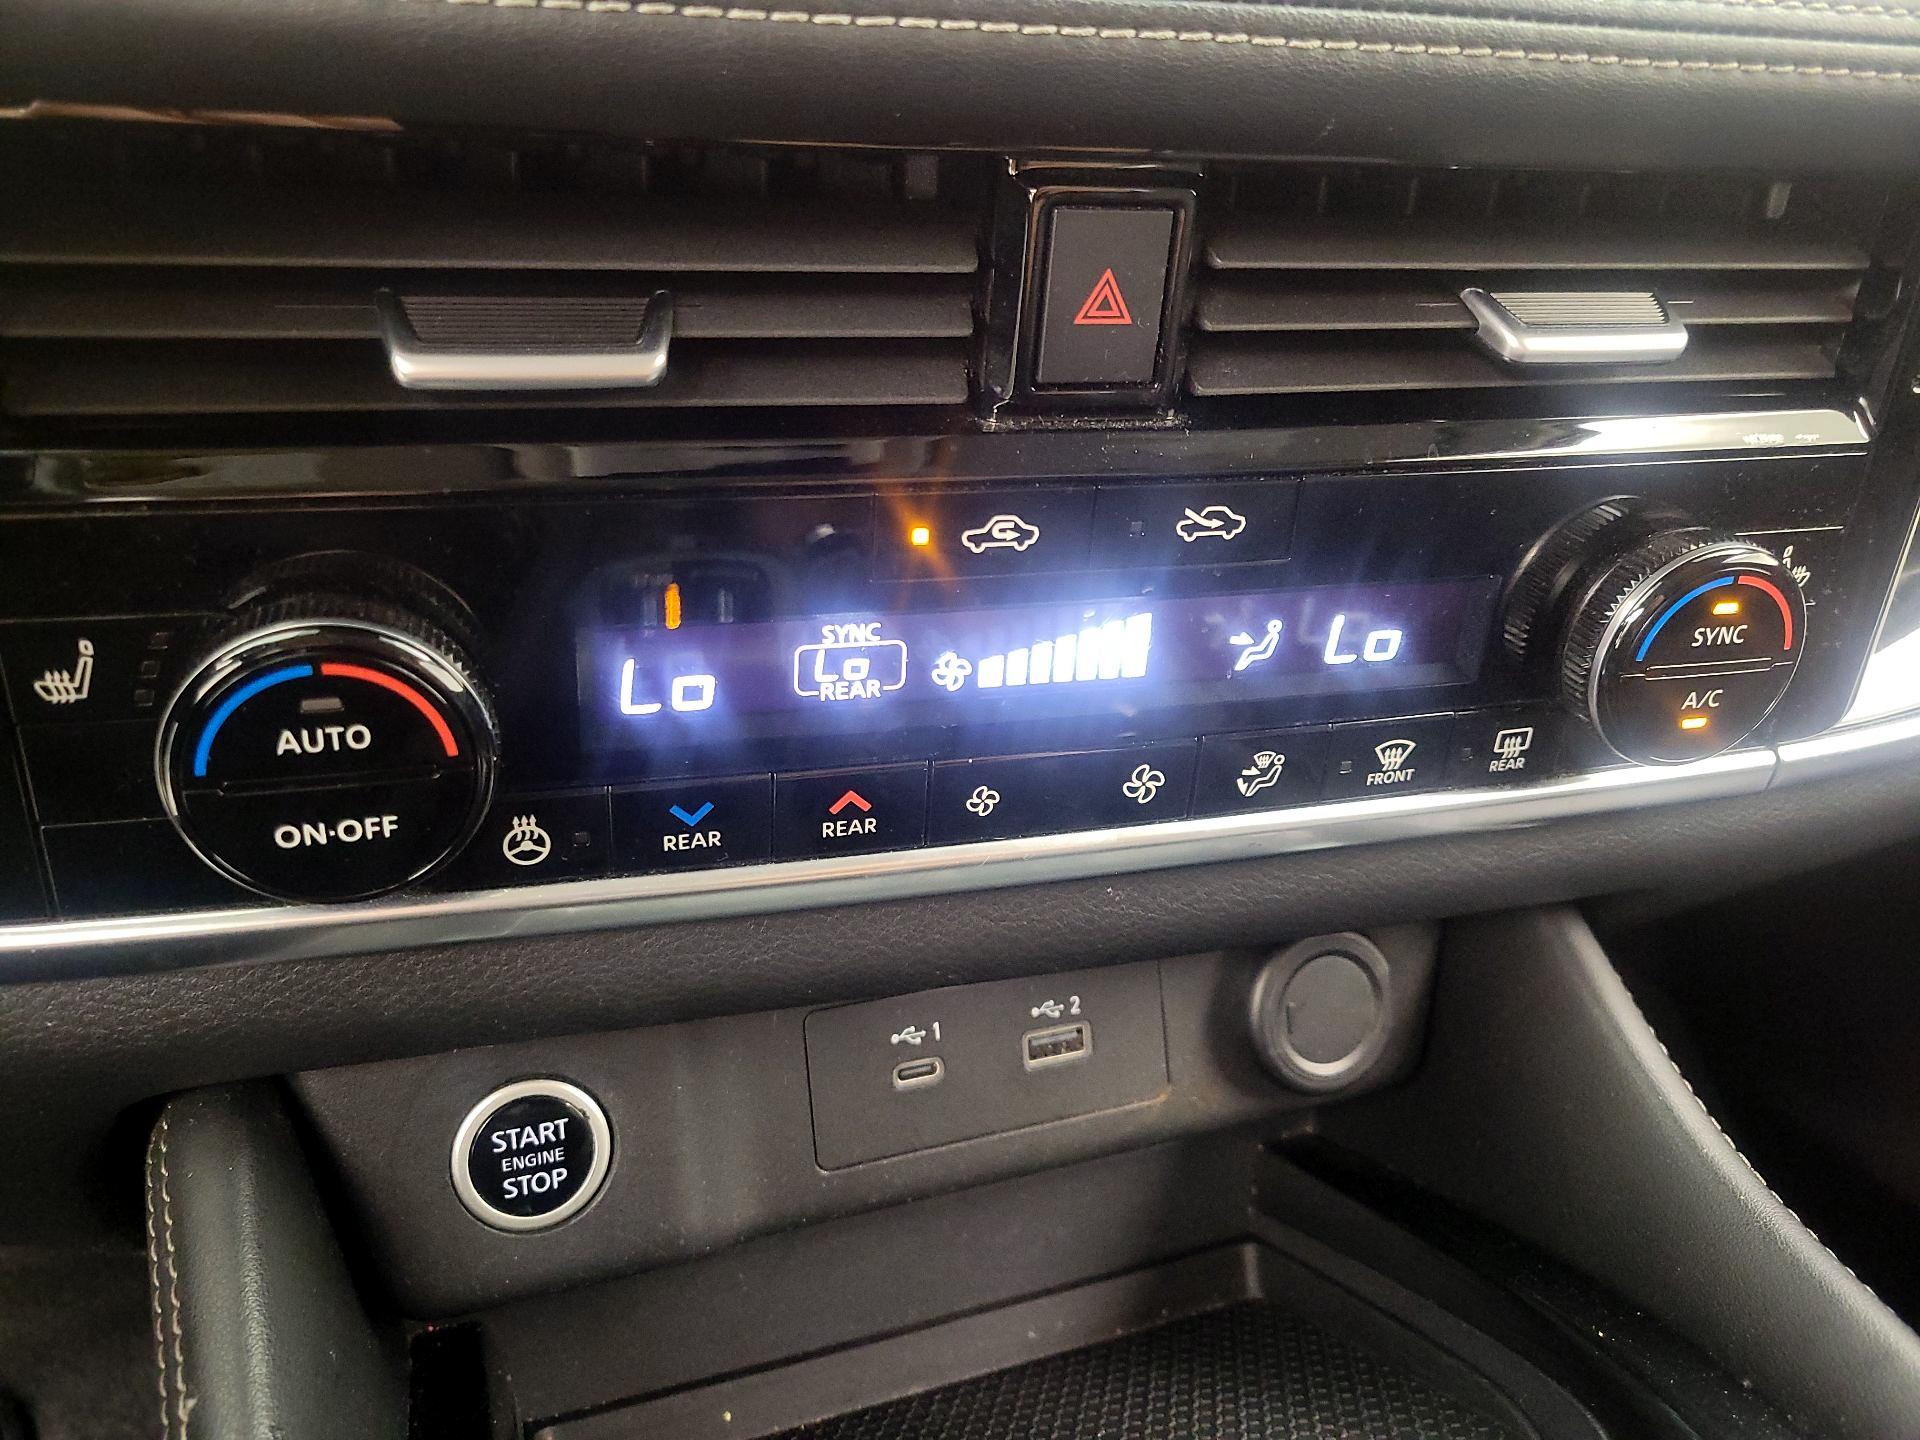 SYNC
Lo
Lo
REAR
Lo
SYNC
A/C
AUTO
ON·OFF
REAR
REAR
FRONT
REAR
1
2
START
ENGINE
STOP